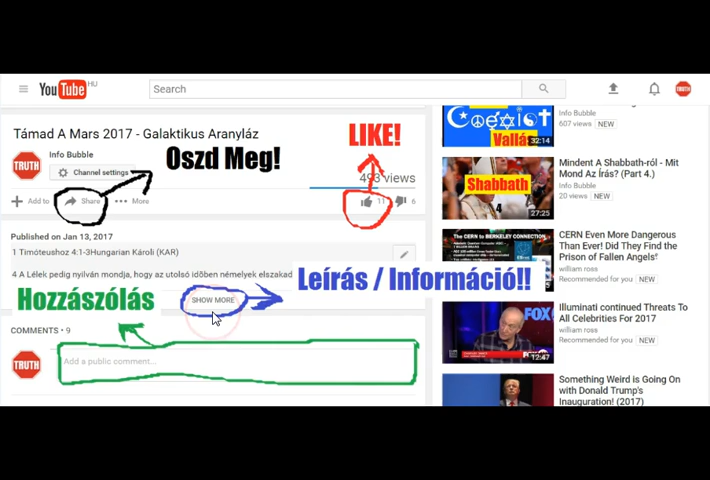 YouTube HU
Search
TRUTH
Támad A Mars 2017 - Galaktikus Aranyláz
LIKE!
TRUTH
Info Bubble
Channel settings
Oszd Meg!
493 views
Add to
Share
More
11
6
Published on Jan 13, 2017
1 Timóteushoz 4:1-3Hungarian Károli (KAR)
4 A Lélek pedig nyilván mondja, hogy az utolsó időben némelyek elszakad
Leírás / Információ!!
Hozzászólás
SHOW MORE
COMMENTS • 9
TRUTH
Add a public comment...
Vallás
32:14
Info Bubble
607 views NEW
Shabbath
4
27:25
Mindent A Shabbath-ról - Mit
Mond Az Írás? (Part 4.)
Info Bubble
20 views NEW
The CERN to BERKELEY CONNECTION
CERN Even More Dangerous
Than Ever! Did They Find the
Prison of Fallen Angels"
william ross
Recommended for you NEW
FOX
12:47
Illuminati continued Threats To
All Celebrities For 2017
william ross
Recommended for you NEW
Something Weird is Going On
with Donald Trump's
Inauguration! (2017)